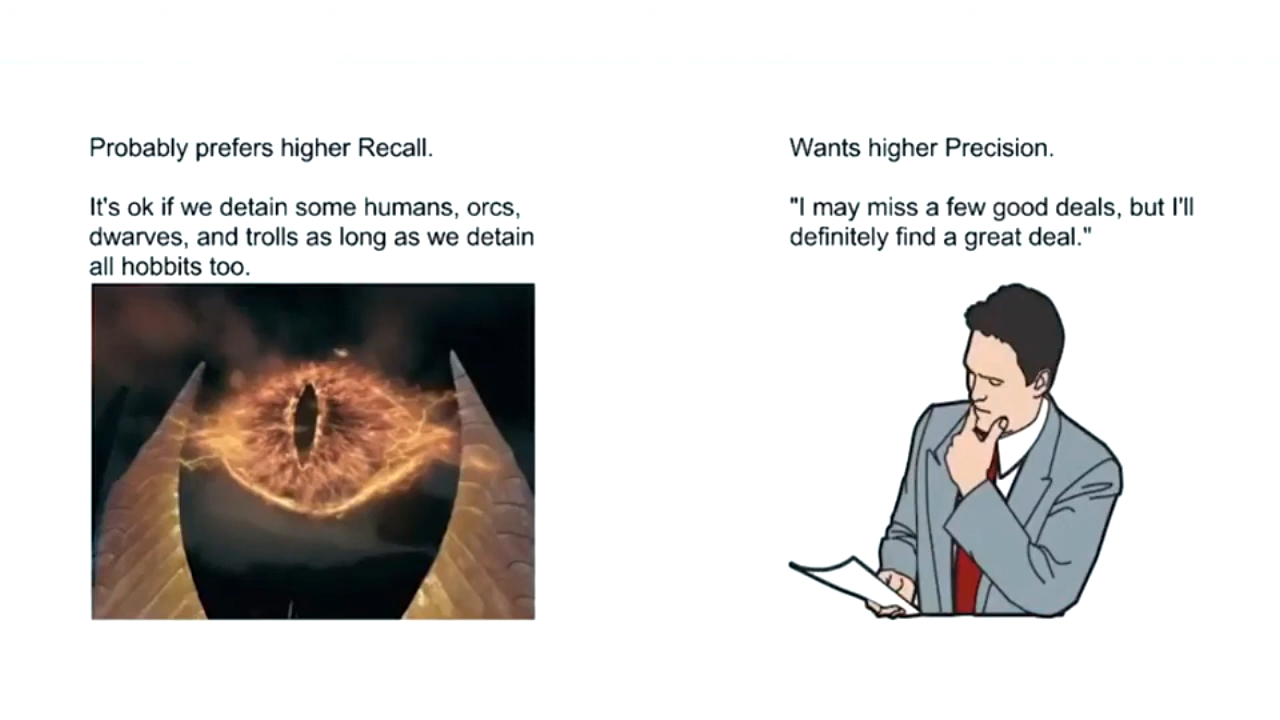 Probably prefers higher Recall.
It's ok if we detain some humans, orcs,
dwarves, and trolls as long as we detain
all hobbits too.
Wants higher Precision.
"I may miss a few good deals, but I'll
definitely find a great deal."